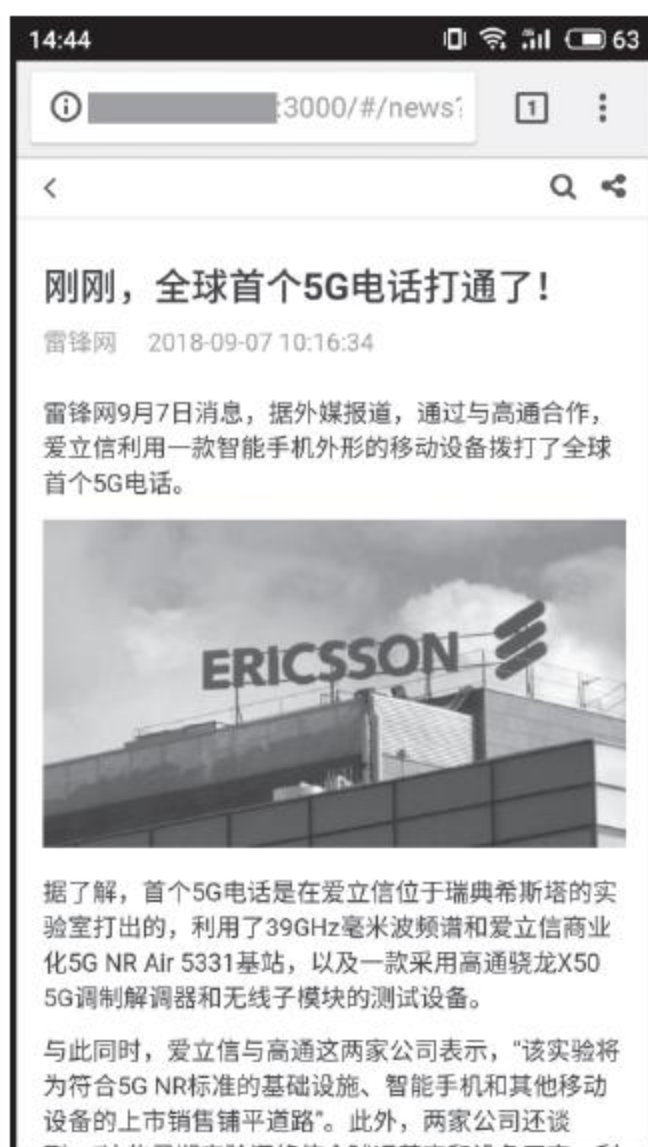 14:44
63
:3000/#/news?
1
刚刚，全球首个5G电话打通了！
雷锋网 2018-09-07 10:16:34
雷锋网9月7日消息，据外媒报道，通过与高通合作，
爱立信利用一款智能手机外形的移动设备拨打了全球
首个5G电话。
ERICSSON
据了解，首个5G电话是在爱立信位于瑞典希斯塔的实
验室打出的，利用了39GHz毫米波频谱和爱立信商业
化5G NR Air 5331基站，以及一款采用高通骁龙X50
5G调制解调器和无线子模块的测试设备。
与此同时，爱立信与高通这两家公司表示，“该实验将
为符合5G NR标准的基础设施、智能手机和其他移动
设备的上市销售铺平道路”。此外，两家公司还谈